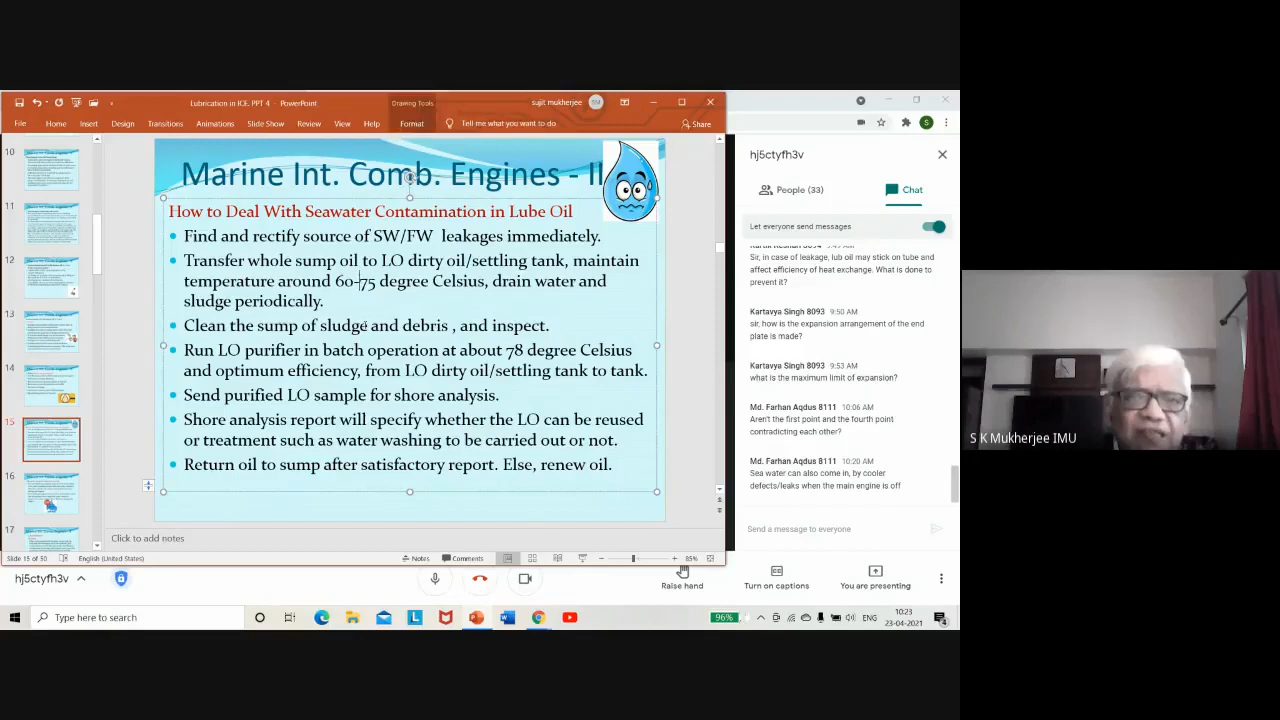 Lubrication in ICE. PPT 4 - PowerPoint
Drawing Tools
sujit mukherjee
File Home Insert Design Transitions Animations Slide Show Review View Help Format Tell me what you want to do Share
10
11
12
13
14
15
16
17
Marine Int. Comb. Engines - II
How to Deal With Seawater Contamination in Lube Oil
Find and rectify source of SW/FW leakages immediately.
Transfer whole sump oil to LO dirty oil/settling tank, maintain
temperature around 60-75 degree Celsius, drain water and
sludge periodically.
Clean the sump of sludge and debris , and inspect.
Run LO purifier in batch operation at about 78 degree Celsius
and optimum efficiency, from LO dirty oil/settling tank to tank.
Send purified LO sample for shore analysis.
Shore analysis report will specify whether the LO can be reused
or treatment such as water washing to be carried out or not.
Return oil to sump after satisfactory report. Else, renew oil.
Click to add notes
Slide 15 of 50 English (United States) Notes Comments 85%
hj5ctyfh3v
People (33)
Chat
Let everyone send messages
Sir, in case of leakage, lub oil may stick on tube and
affect efficiency of heat exchange. What is done to
prevent it?
Kartavya Singh 8093 9:50 AM
sir, how is the expansion arrangement of the end
plate is made?
Kartavya Singh 8093 9:53 AM
what is the maximum limit of expansion?
Md. Farhan Aqdus 8111 10:06 AM
Aren't the first point and the fourth point
contradicting each other?
Md. Farhan Aqdus 8111 10:20 AM
Sea water can also come in, by cooler
defects/leaks when the main engine is off
Send a message to everyone
hj5ctyfh3v
Raise hand
Turn on captions
You are presenting
S K Mukherjee IMU
Type here to search
96%
ENG
10:23
23-04-2021